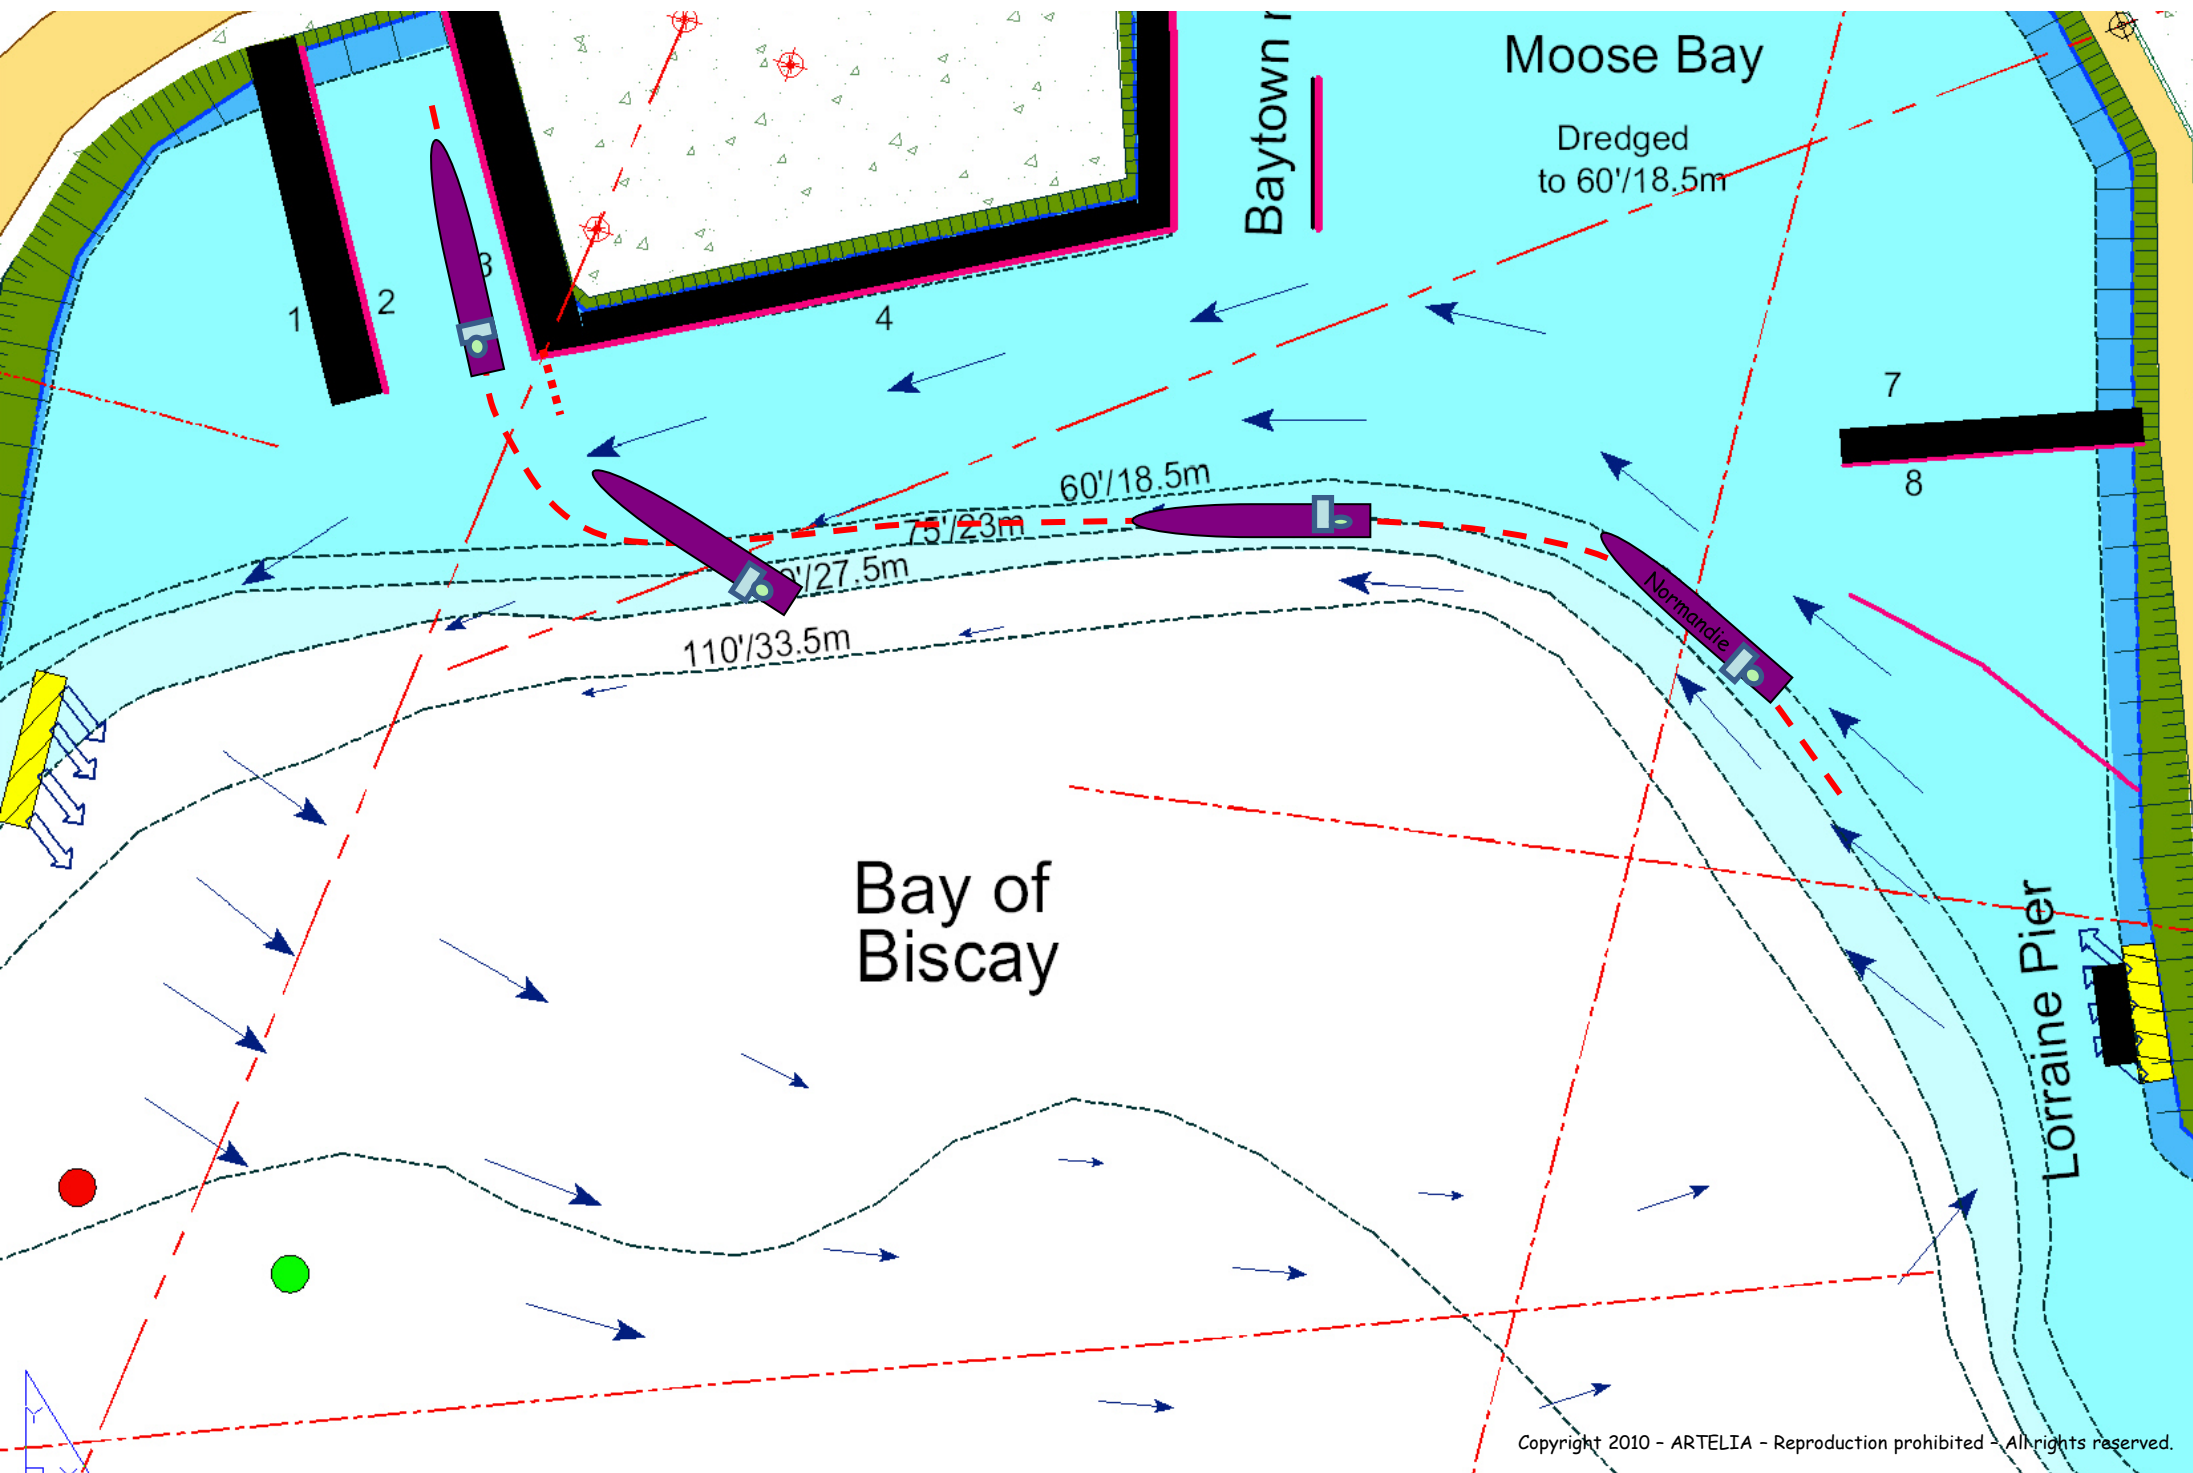 Moose Bay
Dredged
to 60'/18.5m
Baytown
3
1
2
4
7
8
60'/18.5m
75'/23m
0'/27.5m
110'/33.5m
Normandie
Bay of
Biscay
Lorraine Pier
Copyright 2010 – ARTELIA – Reproduction prohibited – All rights reserved.